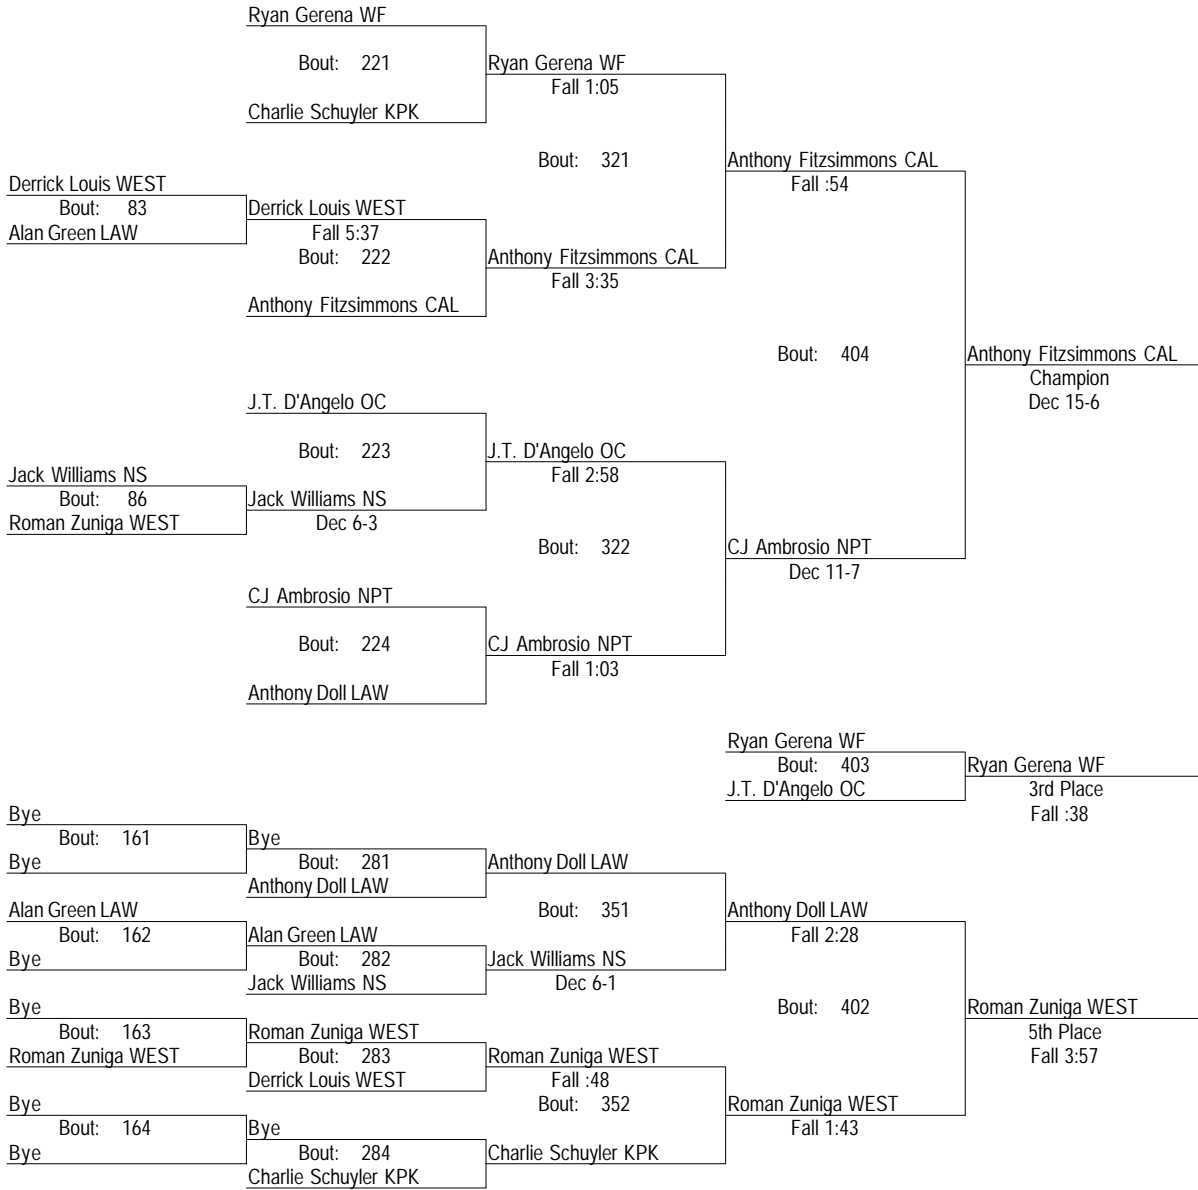 Ryan Gerena WF
Bout: 221
Ryan Gerena WF
Fall 1:05
Charlie Schuyler KPK
Bout: 321
Anthony Fitzsimmons CAL
Fall :54
Derrick Louis WEST
Bout: 83
Derrick Louis WEST
Alan Green LAW
Fall 5:37
Bout: 222
Anthony Fitzsimmons CAL
Fall 3:35
Anthony Fitzsimmons CAL
Bout: 404
Anthony Fitzsimmons CAL
Champion
Dec 15-6
J.T. D'Angelo OC
Bout: 223
J.T. D'Angelo OC
Fall 2:58
Jack Williams NS
Bout: 86
Jack Williams NS
Roman Zuniga WEST
Dec 6-3
Bout: 322
CJ Ambrosio NPT
Dec 11-7
CJ Ambrosio NPT
Bout: 224
CJ Ambrosio NPT
Fall 1:03
Anthony Doll LAW
Ryan Gerena WF
Bout: 403
Ryan Gerena WF
J.T. D'Angelo OC
3rd Place
Fall :38
Bye
Bout: 161
Bye
Bye
Bout: 281
Anthony Doll LAW
Anthony Doll LAW
Alan Green LAW
Bout: 351
Anthony Doll LAW
Fall 2:28
Bout: 162
Alan Green LAW
Bye
Bout: 282
Jack Williams NS
Jack Williams NS
Dec 6-1
Bye
Bout: 402
Roman Zuniga WEST
5th Place
Fall 3:57
Bout: 163
Roman Zuniga WEST
Roman Zuniga WEST
Bout: 283
Roman Zuniga WEST
Derrick Louis WEST
Fall :48
Bye
Bout: 352
Roman Zuniga WEST
Fall 1:43
Bout: 164
Bye
Bye
Bout: 284
Charlie Schuyler KPK
Charlie Schuyler KPK